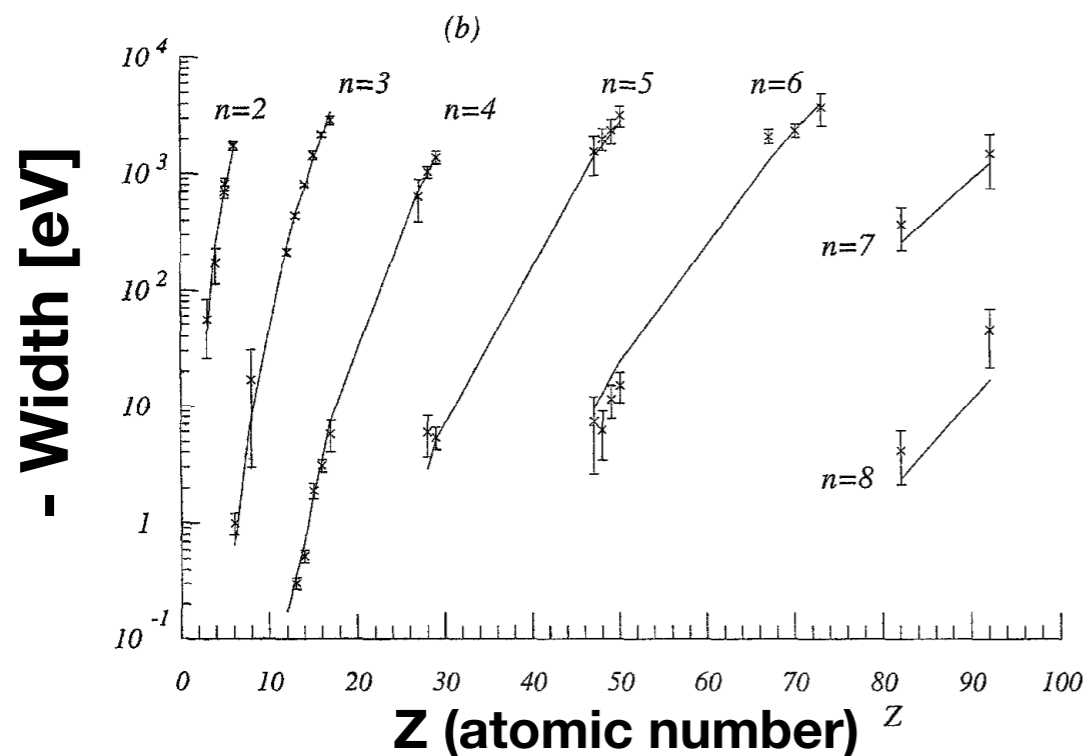 (b)
10^4
10^3
10^2
10
1
10^-1
- Width [eV]
n=2
n=3
n=4
n=5
n=6
n=7
n=8
0 10 20 30 40 50 60 70 80 90 100
Z (atomic number) Z